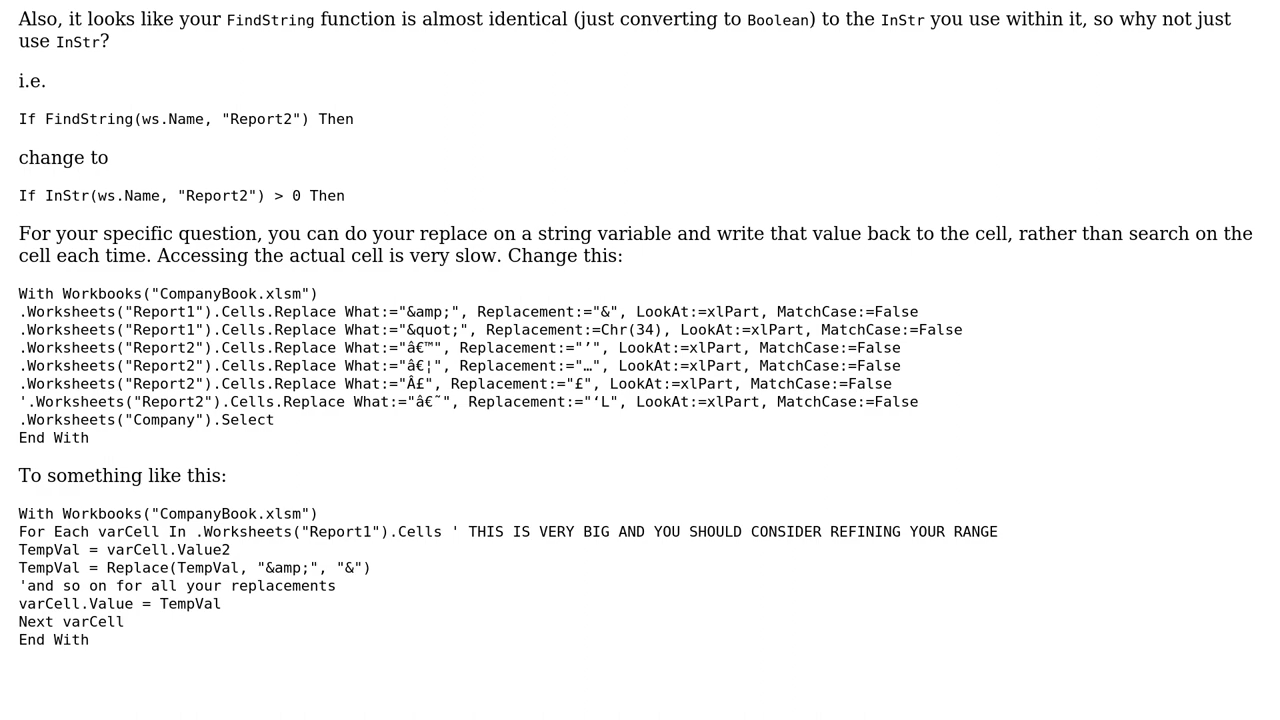 Also, it looks like your FindString function is almost identical (just converting to Boolean) to the InStr you use within it, so why not just
use InStr?
i.e.
If FindString(ws.Name, "Report2") Then
change to
If InStr(ws.Name, "Report2") > 0 Then
For your specific question, you can do your replace on a string variable and write that value back to the cell, rather than search on the
cell each time. Accessing the actual cell is very slow. Change this:
With Workbooks("CompanyBook.xlsm")
.Worksheets("Report1").Cells.Replace What:="&amp;", Replacement:="&", LookAt:=xlPart, MatchCase:=False
.Worksheets("Report1").Cells.Replace What:="&quot;", Replacement:=Chr(34), LookAt:=xlPart, MatchCase:=False
.Worksheets("Report2").Cells.Replace What:="â€™", Replacement:="’", LookAt:=xlPart, MatchCase:=False
.Worksheets("Report2").Cells.Replace What:="â€¦", Replacement:="…", LookAt:=xlPart, MatchCase:=False
.Worksheets("Report2").Cells.Replace What:="Â£", Replacement:="£", LookAt:=xlPart, MatchCase:=False
'.Worksheets("Report2").Cells.Replace What:="â€˜", Replacement:="‘L", LookAt:=xlPart, MatchCase:=False
.Worksheets("Company").Select
End With
To something like this:
With Workbooks("CompanyBook.xlsm")
For Each varCell In .Worksheets("Report1").Cells ' THIS IS VERY BIG AND YOU SHOULD CONSIDER REFINING YOUR RANGE
TempVal = varCell.Value2
TempVal = Replace(TempVal, "&amp;", "&")
'and so on for all your replacements
varCell.Value = TempVal
Next varCell
End With